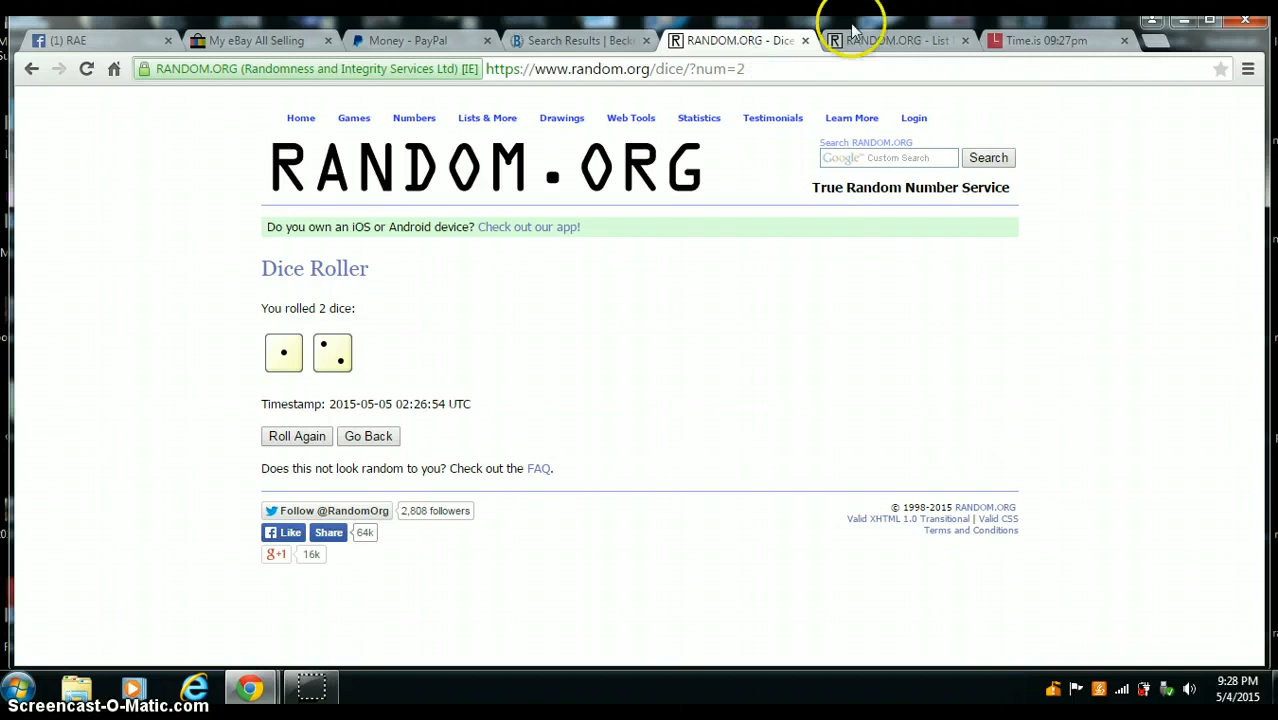 (1) RAE
My eBay All Selling
Money - PayPal
Search Results | Beck
RANDOM.ORG - Dice
RANDOM.ORG - List
Time.is 09:27pm
RANDOM.ORG (Randomness and Integrity Services Ltd) [IE]
https://www.random.org/dice/?num=2
Home Games Numbers Lists & More Drawings Web Tools Statistics Testimonials Learn More Login
RANDOM.ORG
Search RANDOM.ORG
Google™ Custom Search
Search
True Random Number Service
Do you own an iOS or Android device? Check out our app!
Dice Roller
You rolled 2 dice:
Timestamp: 2015-05-05 02:26:54 UTC
Roll Again Go Back
Does this not look random to you? Check out the FAQ.
Follow @RandomOrg 2,808 followers
Like Share 64k
g+1 16k
© 1998-2015 RANDOM.ORG
Valid XHTML 1.0 Transitional | Valid CSS
Terms and Conditions
9:28 PM
5/4/2015
Screencast-O-Matic.com